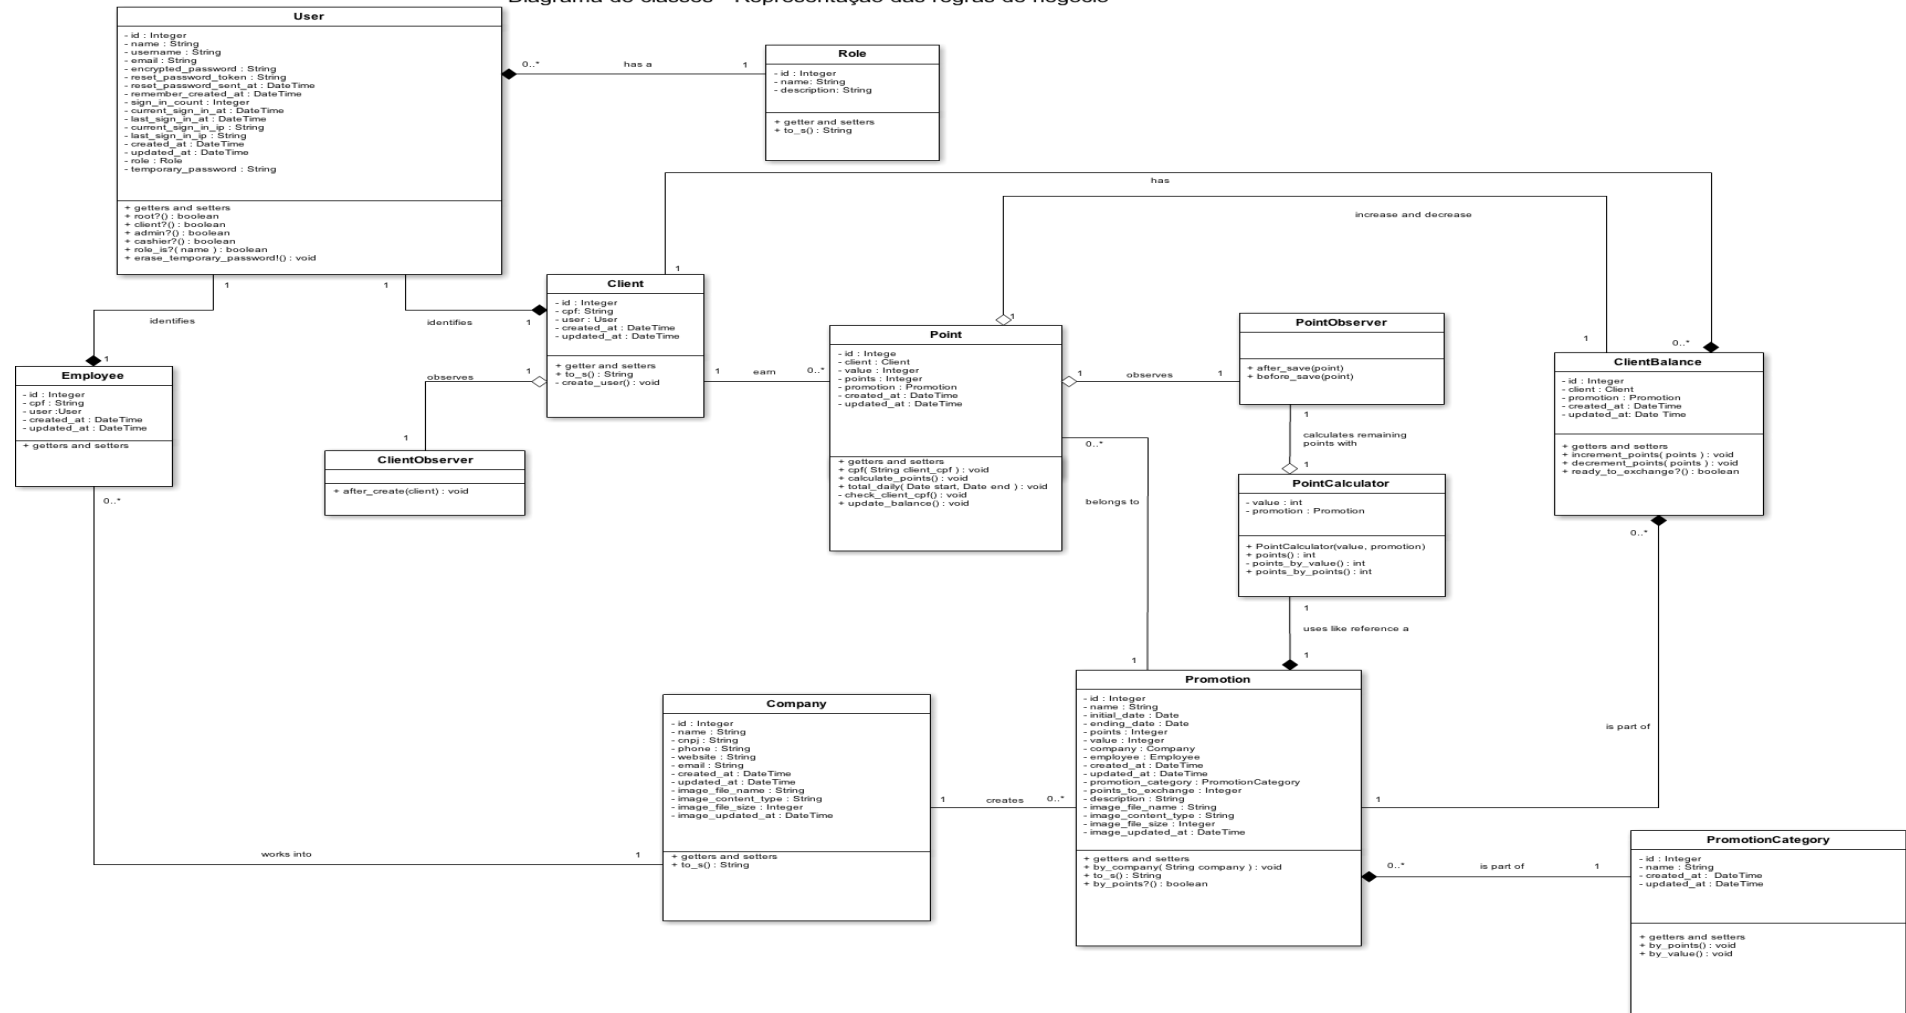 Diagrama de classes - Representação das regras de negócio
User
- id : Integer
- name : String
- username : String
- email : String
- encrypted_password : String
- reset_password_token : String
- reset_password_sent_at : DateTime
- remember_created_at : DateTime
- sign_in_count : Integer
- current_sign_in_at : DateTime
- last_sign_in_at : DateTime
- current_sign_in_ip : String
- last_sign_in_ip : String
- created_at : DateTime
- updated_at : DateTime
- role : Role
- temporary_password : String
+ getters and setters
+ root?() : boolean
+ client?() : boolean
+ admin?() : boolean
+ cashier?() : boolean
+ role_is?( name ) : boolean
+ erase_temporary_password!() : void
0..*
has a
1
Role
- id : Integer
- name: String
- description: String
+ getter and setters
+ to_s() : String
has
increase and decrease
1
1
1
identifies
identifies
1
1
Client
- id : Integer
- cpf: String
- user : User
- created_at : DateTime
- updated_at : DateTime
+ getter and setters
+ to_s() : String
- create_user() : void
1
earn
0..*
observes
1
1
ClientObserver
+ after_create(client) : void
Employee
- id : Integer
- cpf : String
- user :User
- created_at : DateTime
- updated_at : DateTime
+ getters and setters
0..*
1
Point
- id : Intege
- client : Client
- value : Integer
- points : Integer
- promotion : Promotion
- created_at : DateTime
- updated_at : DateTime
+ getters and setters
+ cpf( String client_cpf ) : void
+ calculate_points() : void
+ total_daily( Date start, Date end ) : void
- check_client_cpf() : void
+ update_balance() : void
1
observes
1
PointObserver
+ after_save(point)
+ before_save(point)
1
calculates remaining
points with
1
PointCalculator
- value : int
- promotion : Promotion
+ PointCalculator(value, promotion)
+ points() : int
- points_by_value() : int
+ points_by_points() : int
1
uses like reference a
1
1
0..*
ClientBalance
- id : Integer
- client : Client
- promotion : Promotion
- created_at : DateTime
- updated_at: Date Time
+ getters and setters
+ increment_points( points ) : void
+ decrement_points( points ) : void
+ ready_to_exchange?() : boolean
0..*
is part of
1
0..*
belongs to
1
works into
1
Company
- id : Integer
- name : String
- cnpj : String
- phone : String
- website : String
- email : String
- created_at : DateTime
- updated_at : DateTime
- image_file_name : String
- image_content_type : String
- image_file_size : Integer
- image_updated_at : DateTime
+ getters and setters
+ to_s() : String
1
creates
0..*
Promotion
- id : Integer
- name : String
- initial_date : Date
- ending_date : Date
- points : Integer
- value : Integer
- company : Company
- employee : Employee
- created_at : DateTime
- updated_at : DateTime
- promotion_category : PromotionCategory
- points_to_exchange : Integer
- description : String
- image_file_name : String
- image_content_type : String
- image_file_size : Integer
- image_updated_at : DateTime
+ getters and setters
+ by_company( String company ) : void
+ to_s() : String
+ by_points?() : boolean
0..*
is part of
1
PromotionCategory
- id : Integer
- name : String
- created_at : DateTime
- updated_at : DateTime
+ getters and setters
+ by_points() : void
+ by_value() : void